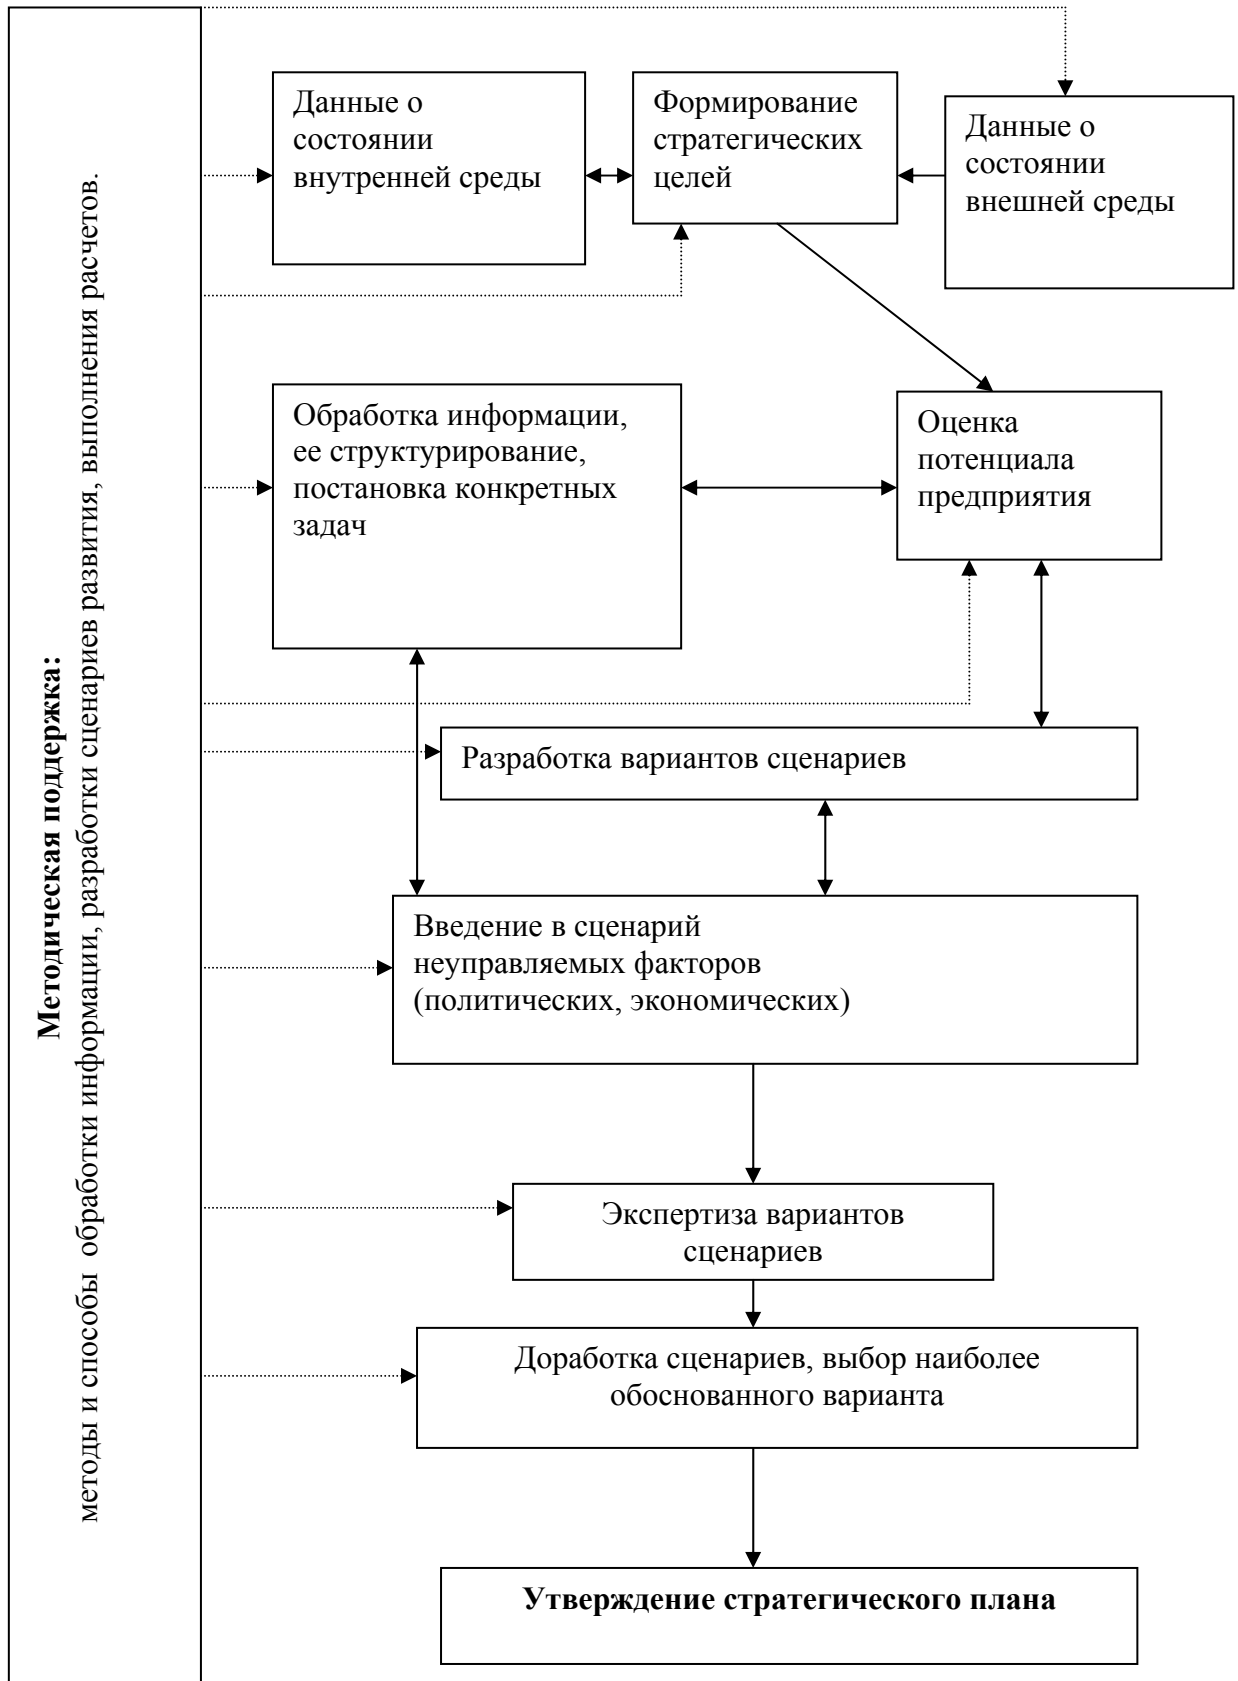 Методическая поддержка:
методы и способы обработки информации, разработки сценариев развития, выполнения расчетов.
Данные о
состоянии
внутренней среды
Формирование
стратегических
целей
Данные о
состоянии
внешней среды
Обработка информации,
ее структурирование,
постановка конкретных
задач
Оценка
потенциала
предприятия
Разработка вариантов сценариев
Введение в сценарий
неуправляемых факторов
(политических, экономических)
Экспертиза вариантов
сценариев
Доработка сценариев, выбор наиболее
обоснованного варианта
Утверждение стратегического плана